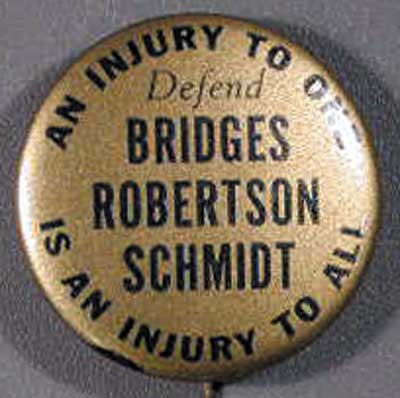 AN INJURY TO ONE
Defend
BRIDGES
ROBERTSON
SCHMIDT
IS AN INJURY TO ALL